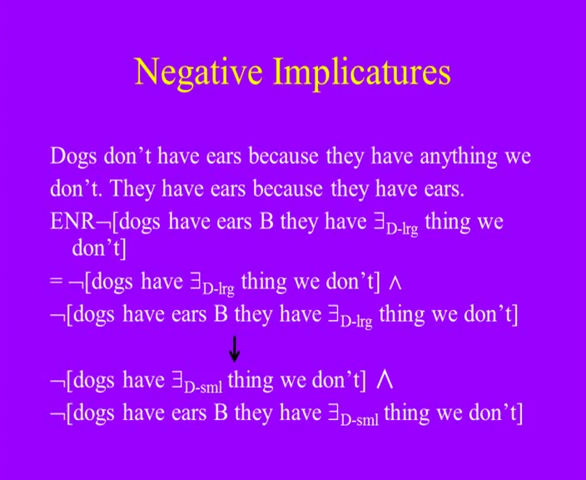 Negative Implicatures
Dogs don't have ears because they have anything we
don't. They have ears because they have ears.
ENR¬[dogs have ears B they have ∃D-lrg thing we
don't]
= ¬[dogs have ∃D-lrg thing we don't] ∧
¬[dogs have ears B they have ∃D-lrg thing we don't]
↓
¬[dogs have ∃D-sml thing we don't] ∧
¬[dogs have ears B they have ∃D-sml thing we don't]